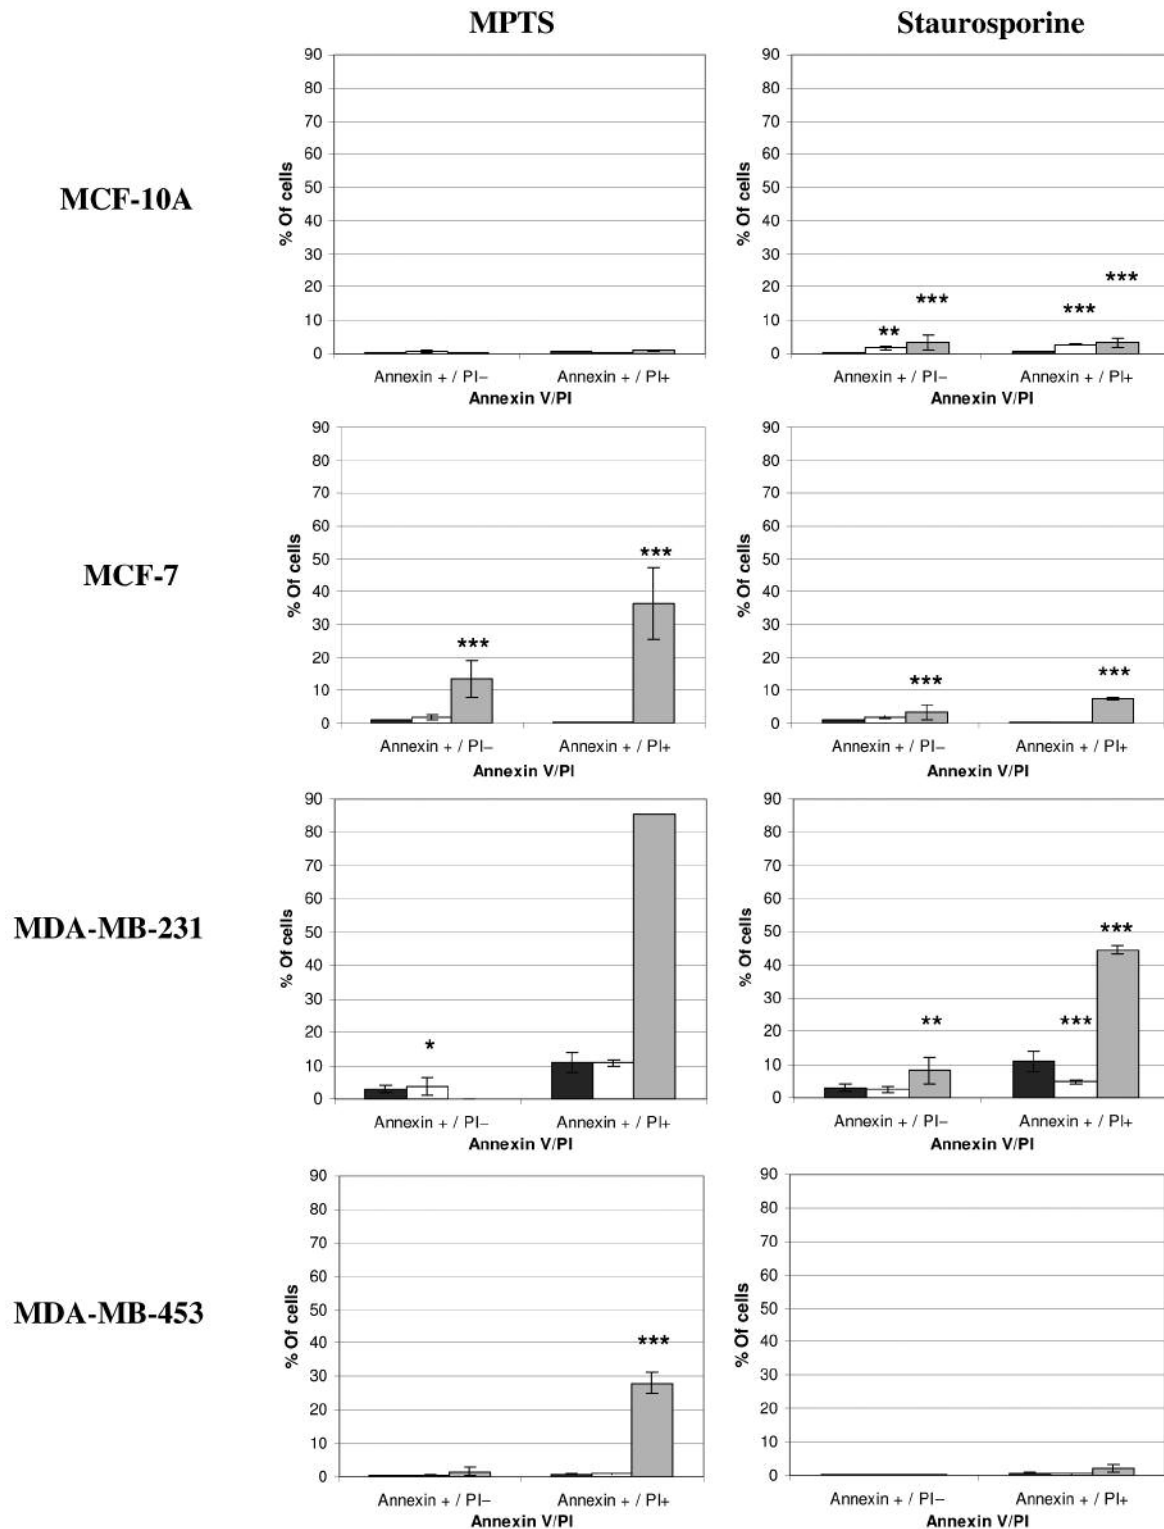 MPTS Staurosporine
MCF-10A
90
80
70
60
50
40
30
20
10
0
% Of cells
Annexin + / PI– Annexin + / PI+
Annexin V/PI
90
80
70
60
50
40
30
20
10
0
% Of cells
** *** *** ***
Annexin + / PI– Annexin + / PI+
Annexin V/PI
MCF-7
90
80
70
60
50
40
30
20
10
0
% Of cells
*** ***
Annexin + / PI– Annexin + / PI+
Annexin V/PI
90
80
70
60
50
40
30
20
10
0
% Of cells
*** ***
Annexin + / PI– Annexin + / PI+
Annexin V/PI
MDA-MB-231
90
80
70
60
50
40
30
20
10
0
% Of cells
*
Annexin + / PI– Annexin + / PI+
Annexin V/PI
90
80
70
60
50
40
30
20
10
0
% Of cells
** *** ***
Annexin + / PI– Annexin + / PI+
Annexin V/PI
MDA-MB-453
90
80
70
60
50
40
30
20
10
0
% Of cells
***
Annexin + / PI– Annexin + / PI+
Annexin V/PI
90
80
70
60
50
40
30
20
10
0
% Of cells
Annexin + / PI– Annexin + / PI+
Annexin V/PI